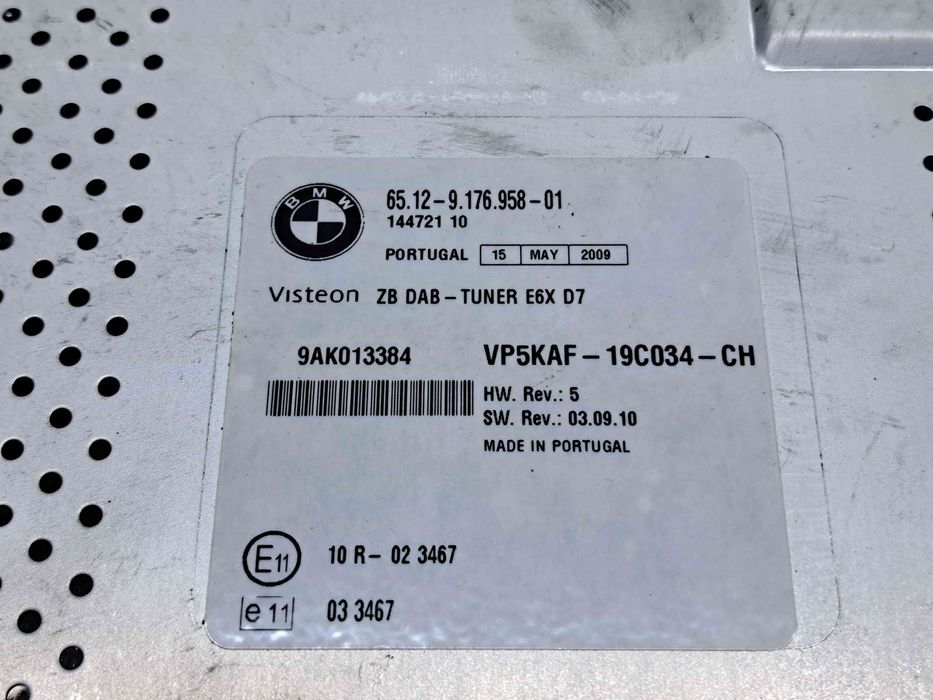 BMW
65.12-9.176.958-01
144721 10
PORTUGAL 15 MAY 2009
Visteon ZB DAB-TUNER E6X D7
9AK013384 VP5KAF-19C034-CH
HW. Rev.: 5
SW. Rev.: 03.09.10
MADE IN PORTUGAL
E11 10 R-02 3467
e 11 03 3467